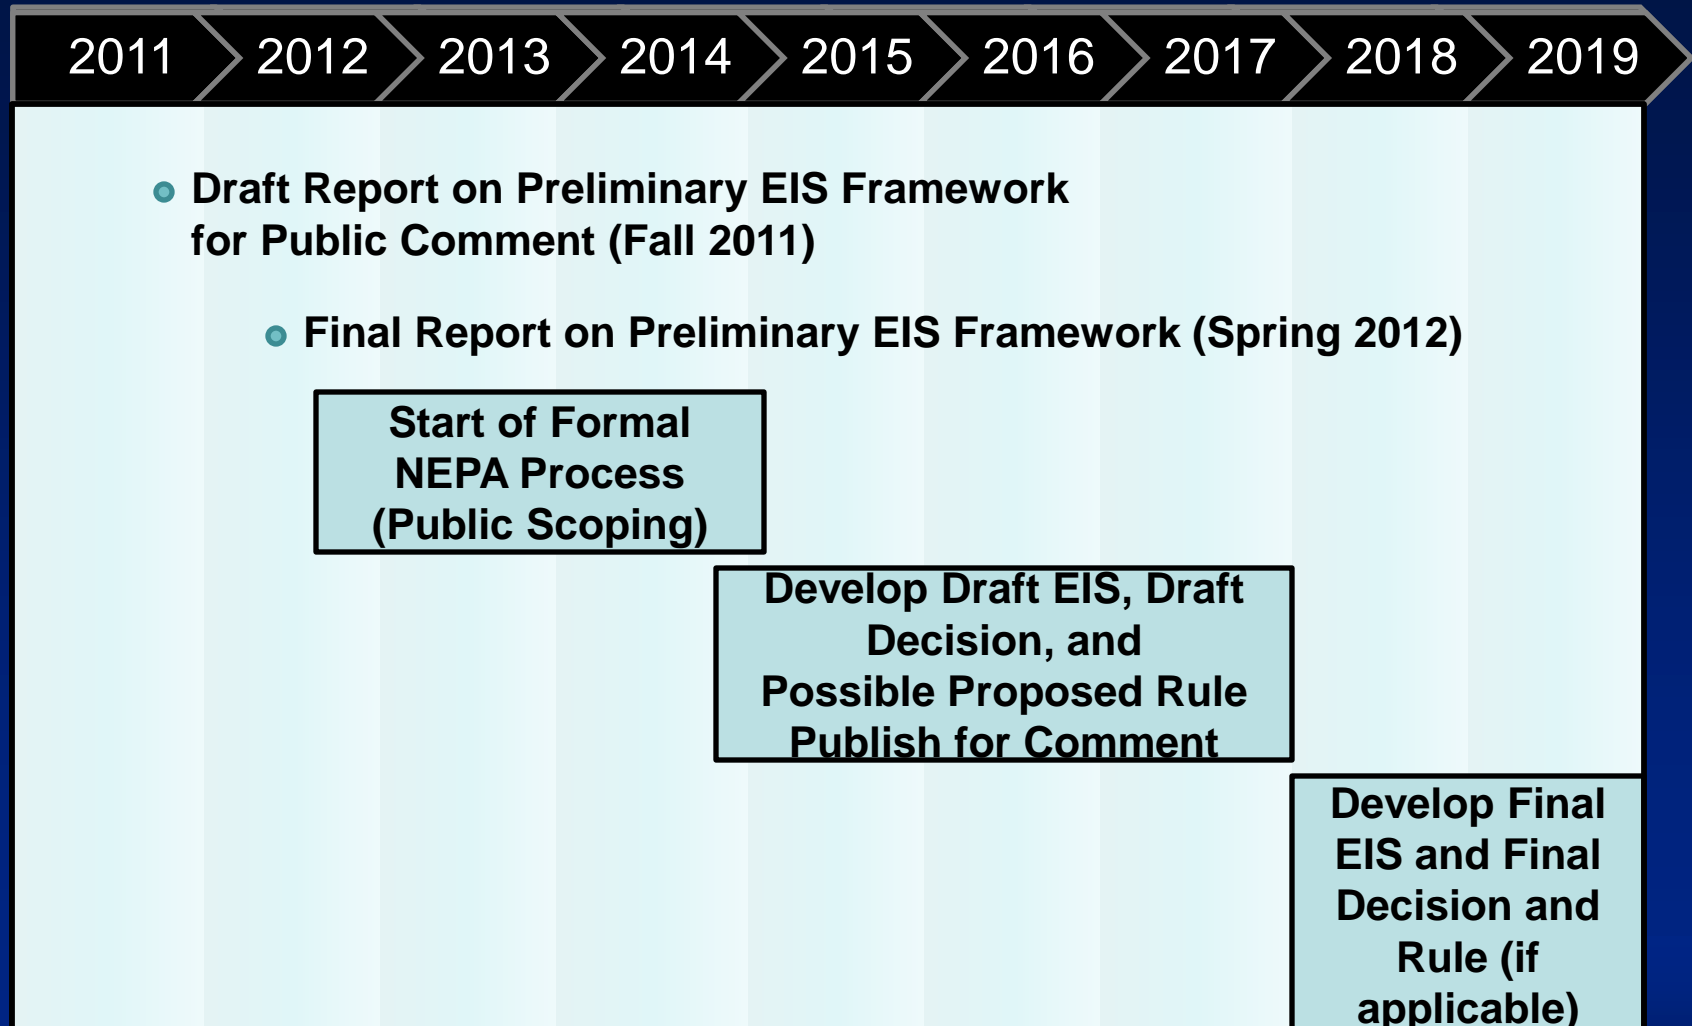 2011 2012 2013 2014 2015 2016 2017 2018 2019
Draft Report on Preliminary EIS Framework
for Public Comment (Fall 2011)
Final Report on Preliminary EIS Framework (Spring 2012)
Start of Formal
NEPA Process
(Public Scoping)
Develop Draft EIS, Draft
Decision, and
Possible Proposed Rule
Publish for Comment
Develop Final
EIS and Final
Decision and
Rule (if
applicable)